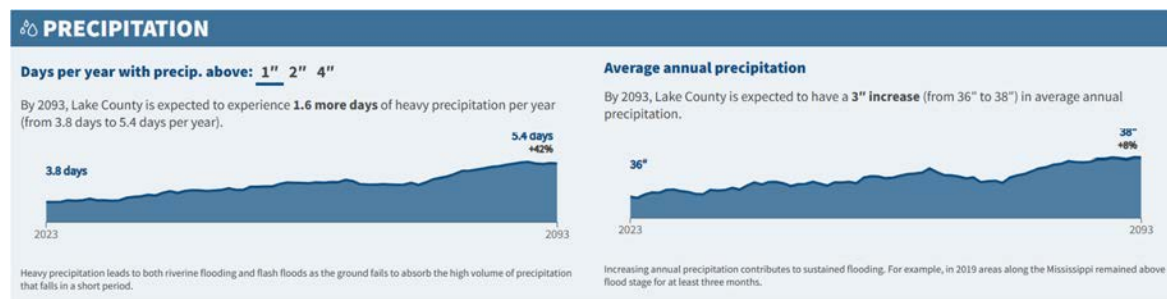 PRECIPITATION
Days per year with precip. above: 1" 2" 4"
By 2093, Lake County is expected to experience 1.6 more days of heavy precipitation per year
(from 3.8 days to 5.4 days per year).
5.4 days
+42%
3.8 days
2023
2093
Heavy precipitation leads to both riverine flooding and flash floods as the ground fails to absorb the high volume of precipitation
that falls in a short period.
Average annual precipitation
By 2093, Lake County is expected to have a 3" increase (from 36" to 38") in average annual
precipitation.
38"
+8%
36"
2023
2093
Increasing annual precipitation contributes to sustained flooding. For example, in 2019 areas along the Mississippi remained above
flood stage for at least three months.